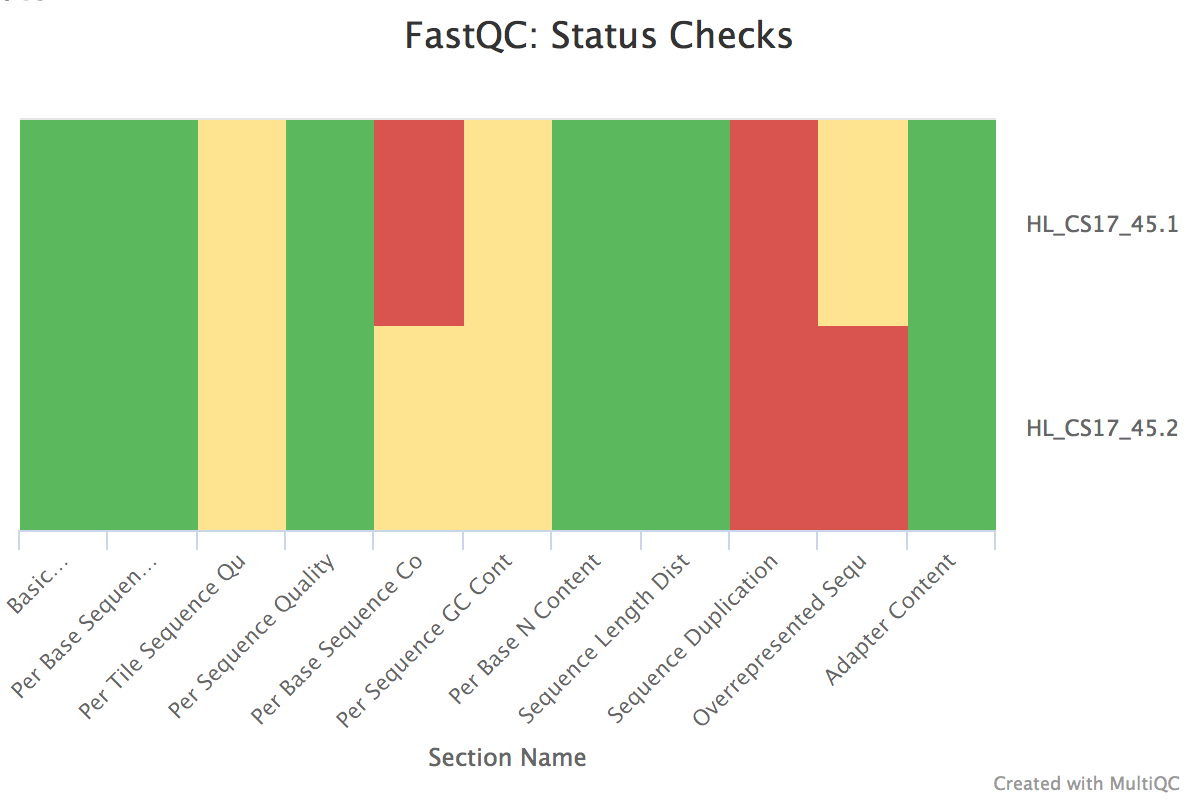 FastQC: Status Checks
HL_CS17_45.1
HL_CS17_45.2
Basic...
Per Base Sequen...
Per Tile Sequence Qu
Per Sequence Quality
Per Base Sequence Co
Per Sequence GC Cont
Per Base N Content
Sequence Length Dist
Sequence Duplication
Overrepresented Sequ
Adapter Content
Section Name
Created with MultiQC